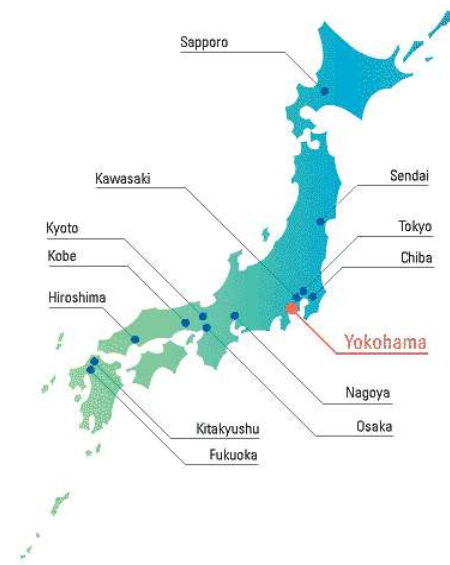 Sapporo
Kawasaki
Sendai
Kyoto
Tokyo
Kobe
Chiba
Hiroshima
Yokohama
Nagoya
Kitakyushu
Osaka
Fukuoka